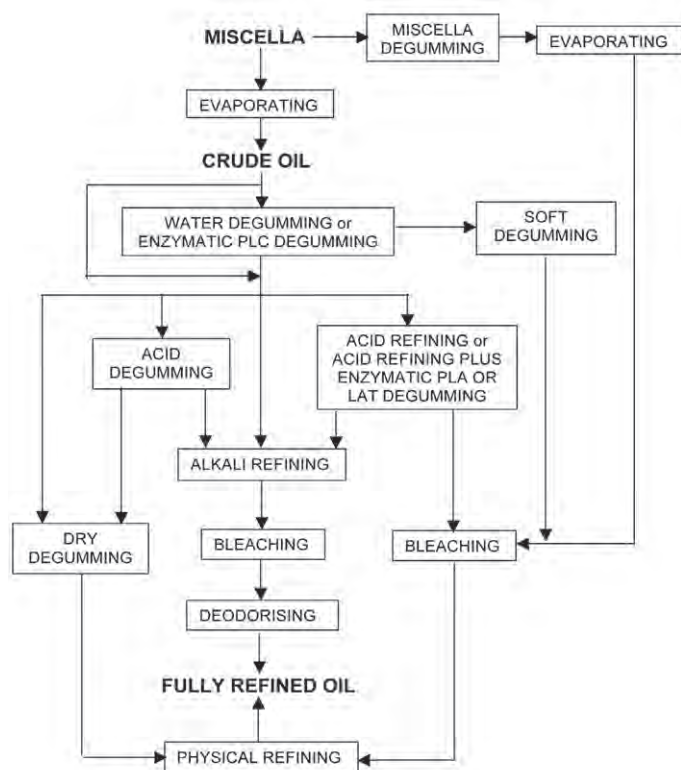 MISCELLA
MISCELLA
DEGUMMING
EVAPORATING
EVAPORATING
CRUDE OIL
WATER DEGUMMING or
ENZYMATIC PLC DEGUMMING
SOFT
DEGUMMING
ACID
DEGUMMING
ACID REFINING or
ACID REFINING PLUS
ENZYMATIC PLA OR
LAT DEGUMMING
ALKALI REFINING
DRY
DEGUMMING
BLEACHING
BLEACHING
DEODORISING
FULLY REFINED OIL
PHYSICAL REFINING